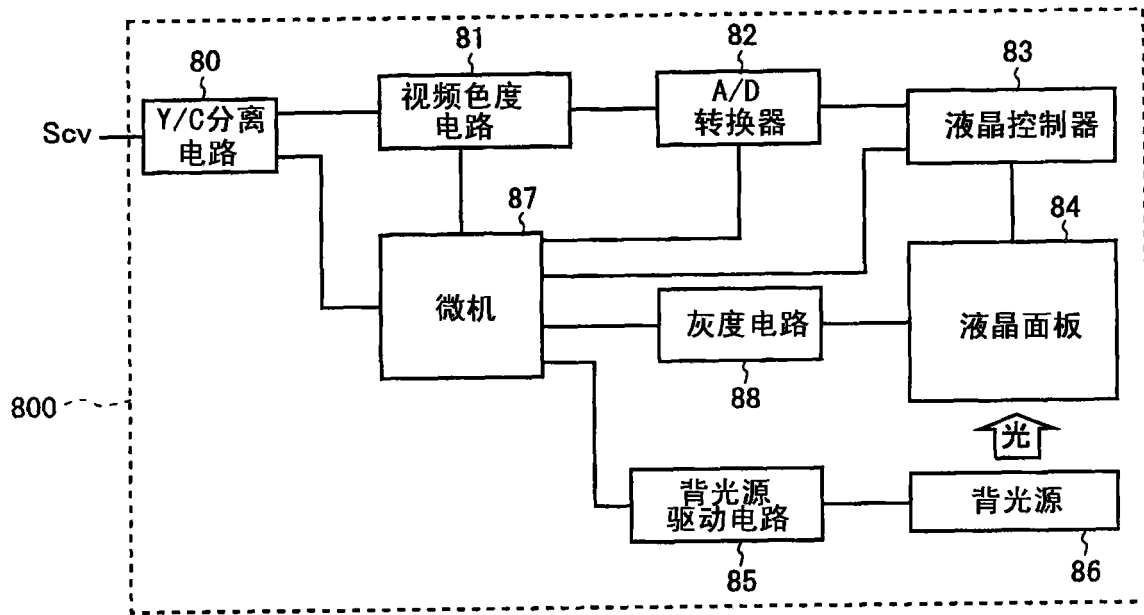 80
Y/C分离
电路
Scv
81
视频色度
电路
82
A/D
转换器
83
液晶控制器
87
微机
84
液晶面板
灰度电路
88
800
光
背光源
驱动电路
85
背光源
86